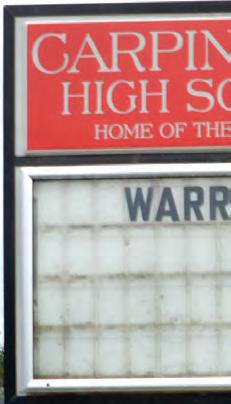 CARPIN
HIGH SC
HOME OF THE
WARR